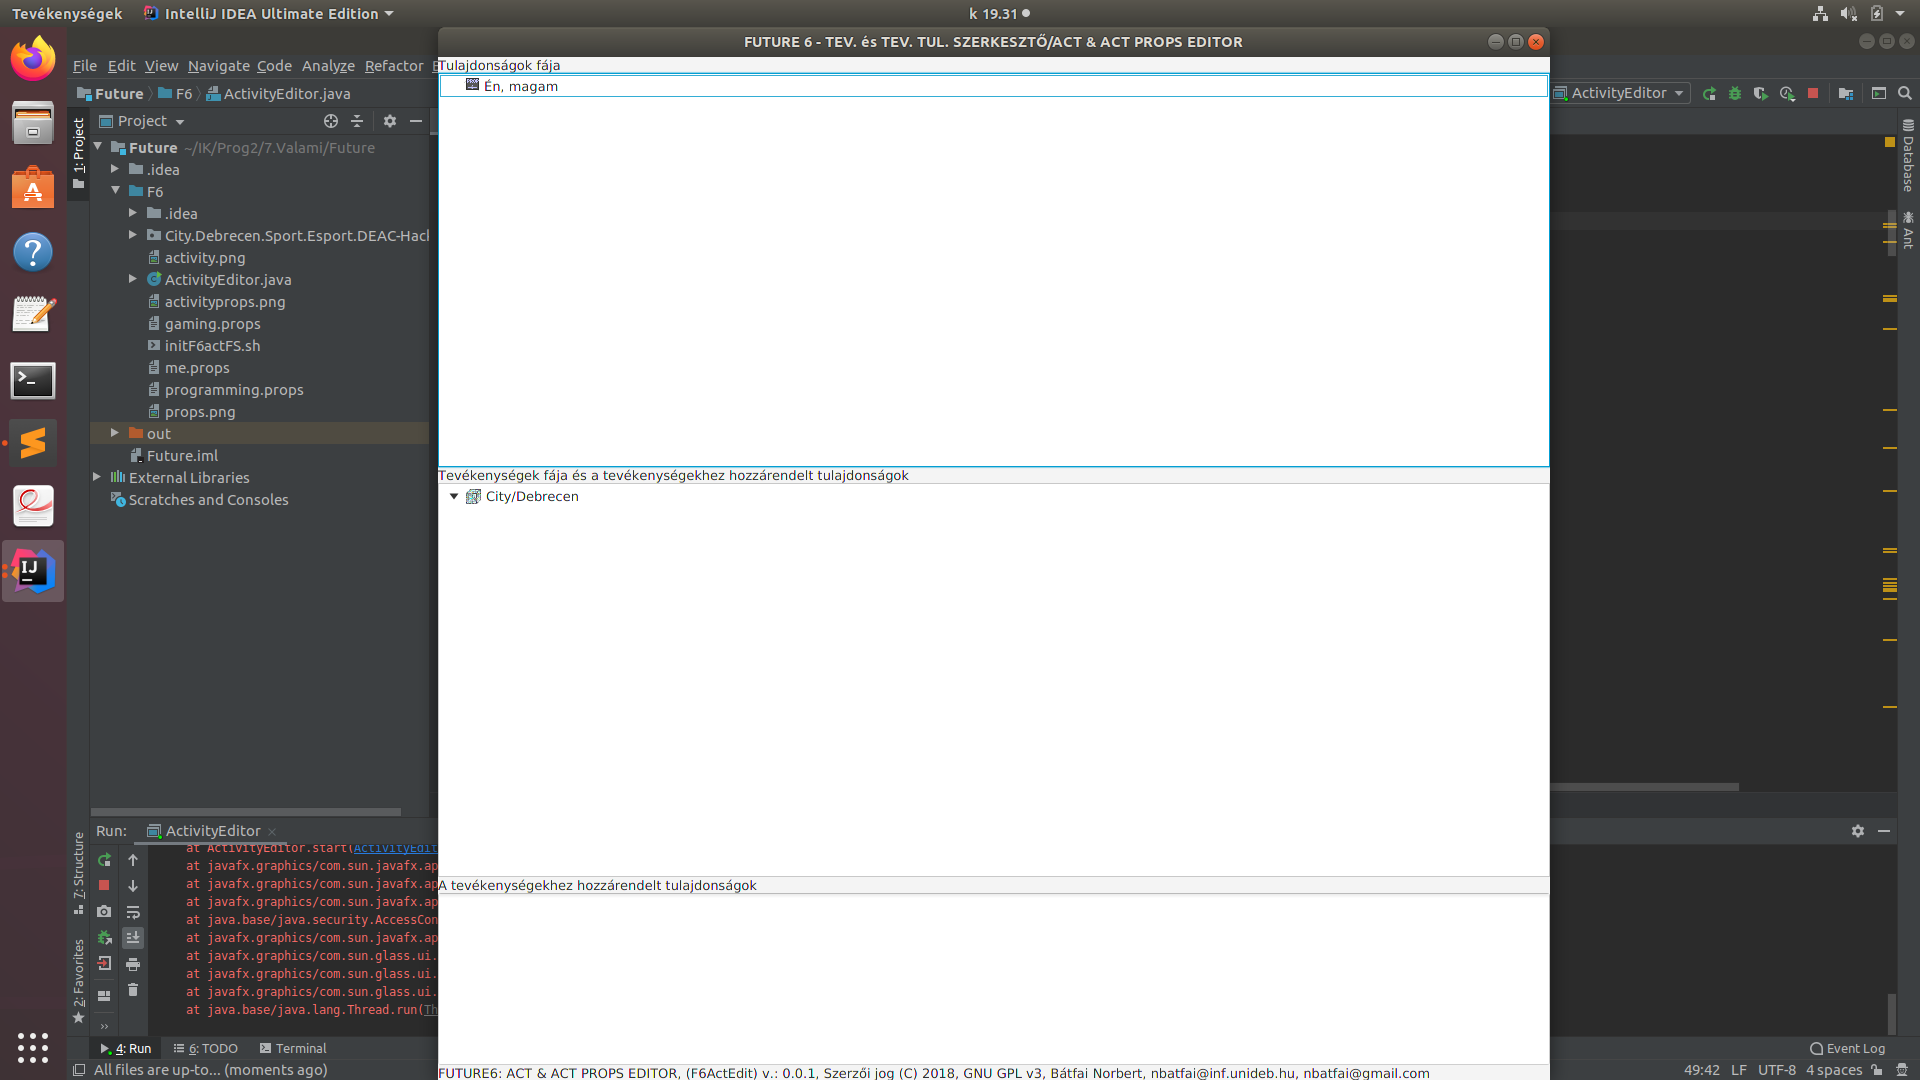 Tevékenységek
IntelliJ IDEA Ultimate Edition
k 19.31
FUTURE 6 - TEV. és TEV. TUL. SZERKESZTŐ/ACT & ACT PROPS EDITOR
File Edit View Navigate Code Analyze Refactor
Future F6 ActivityEditor.java
ActivityEditor
1: Project
Project
Future ~/IK/Prog2/7.Valami/Future
.idea
F6
.idea
City.Debrecen.Sport.Esport.DEAC-Hack
activity.png
ActivityEditor.java
activityprops.png
gaming.props
initF6actFS.sh
me.props
programming.props
props.png
out
Future.iml
External Libraries
Scratches and Consoles
Tulajdonságok fája
Én, magam
Tevékenységek fája és a tevékenységekhez hozzárendelt tulajdonságok
City/Debrecen
A tevékenységekhez hozzárendelt tulajdonságok
FUTURE6: ACT & ACT PROPS EDITOR, (F6ActEdit) v.: 0.0.1, Szerzői jog (C) 2018, GNU GPL v3, Bátfai Norbert, nbatfai@inf.unideb.hu, nbatfai@gmail.com
Database
Ant
7: Structure
2: Favorites
Run: ActivityEditor
at ActivityEditor.start(ActivityEdit
at javafx.graphics/com.sun.javafx.ap
at javafx.graphics/com.sun.javafx.ap
at javafx.graphics/com.sun.javafx.ap
at java.base/java.security.AccessCon
at javafx.graphics/com.sun.javafx.ap
at javafx.graphics/com.sun.glass.ui.
at javafx.graphics/com.sun.glass.ui.
at javafx.graphics/com.sun.glass.ui.
at java.base/java.lang.Thread.run(Th
4: Run 6: TODO Terminal
Event Log
All files are up-to... (moments ago)
49:42 LF UTF-8 4 spaces